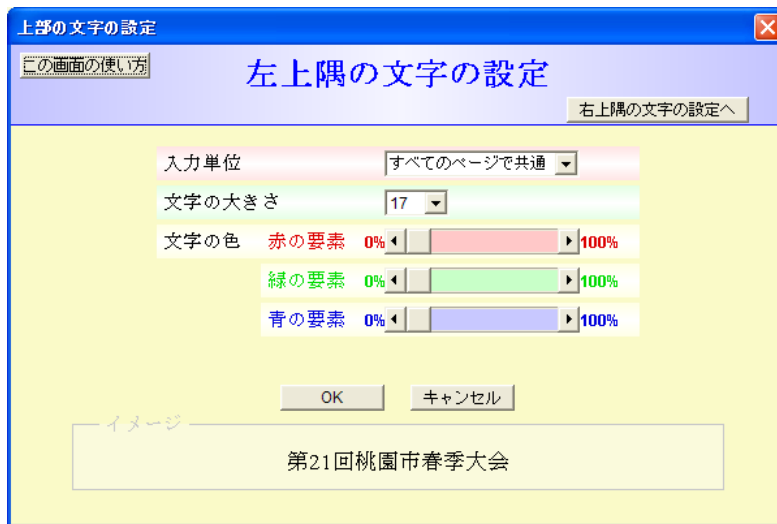 上部の文字の設定
この画面の使い方
左上隅の文字の設定
右上隅の文字の設定へ
入力単位 すべてのページで共通
文字の大きさ 17
文字の色 赤の要素 0% 100%
緑の要素 0% 100%
青の要素 0% 100%
OK キャンセル
イメージ
第21回桃園市春季大会